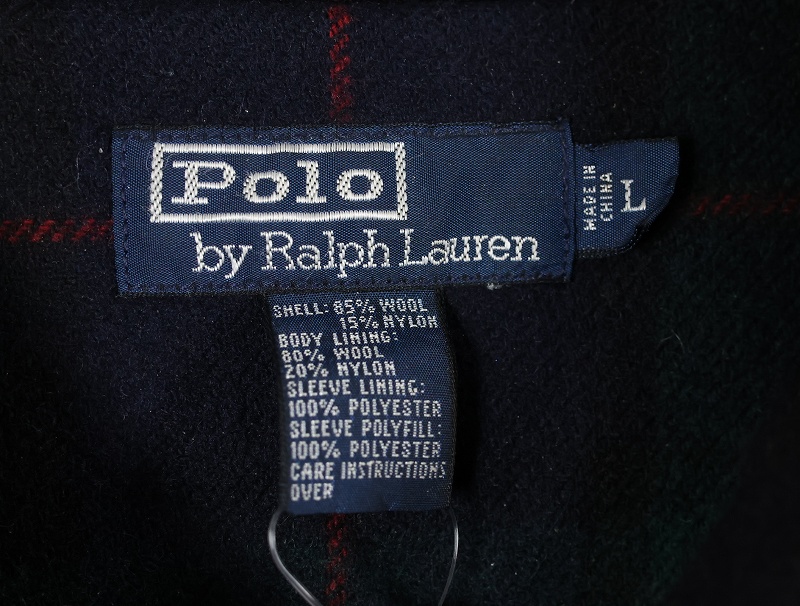 Polo
by Ralph Lauren
MADE IN
CHINA
L
SHELL: 85% WOOL
15% NYLON
BODY LINING:
80% WOOL
20% NYLON
SLEEVE LINING:
100% POLYESTER
SLEEVE POLYFILL:
100% POLYESTER
CARE INSTRUCTIONS
OVER